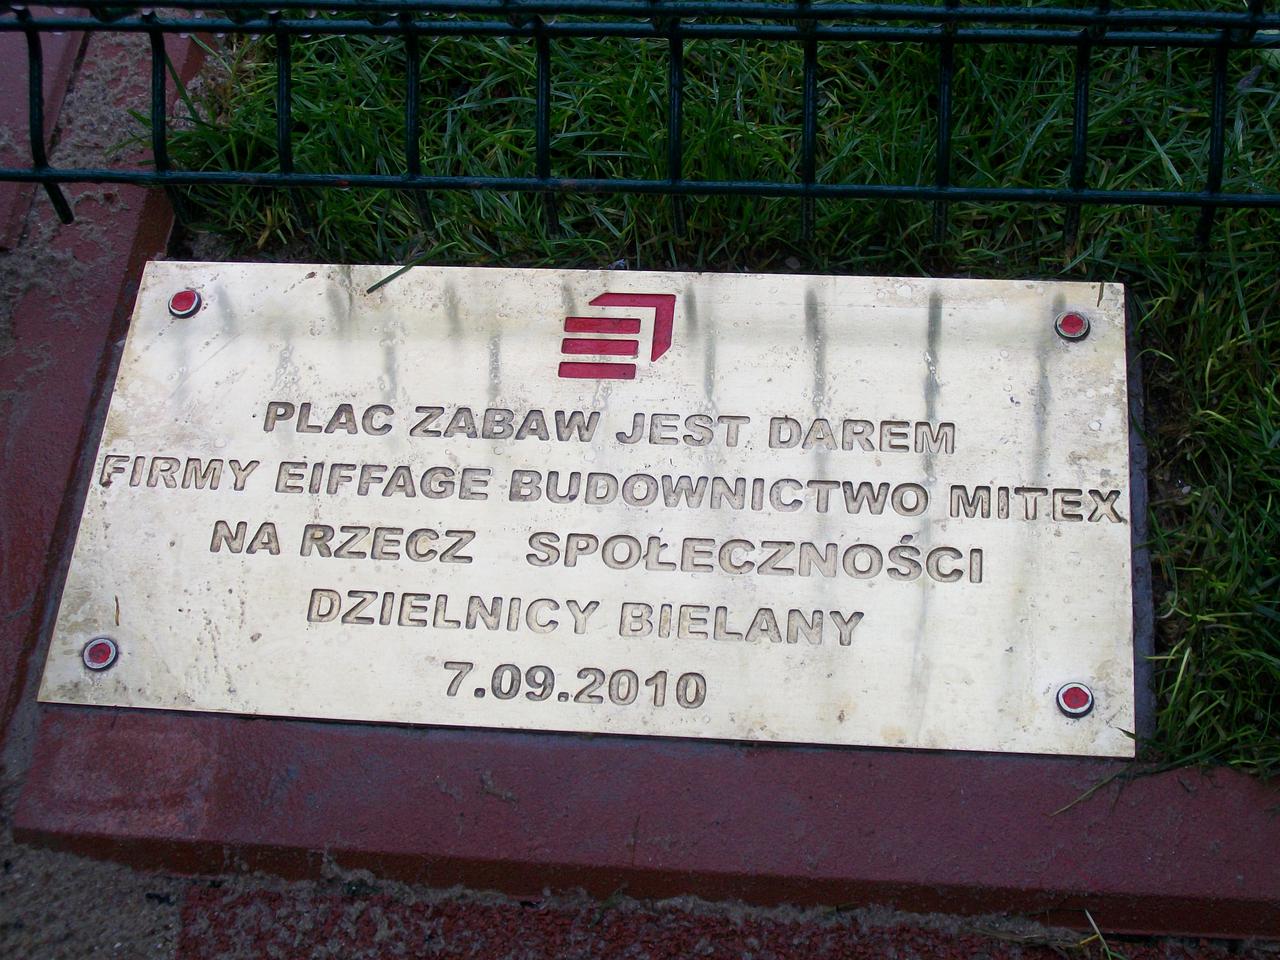 PLAC ZABAW JEST DAREM
FIRMY EIFFAGE BUDOWNICTWO MITEX
NA RZECZ SPOŁECZNOŚCI
DZIELNICY BIELANY
7.09.2010